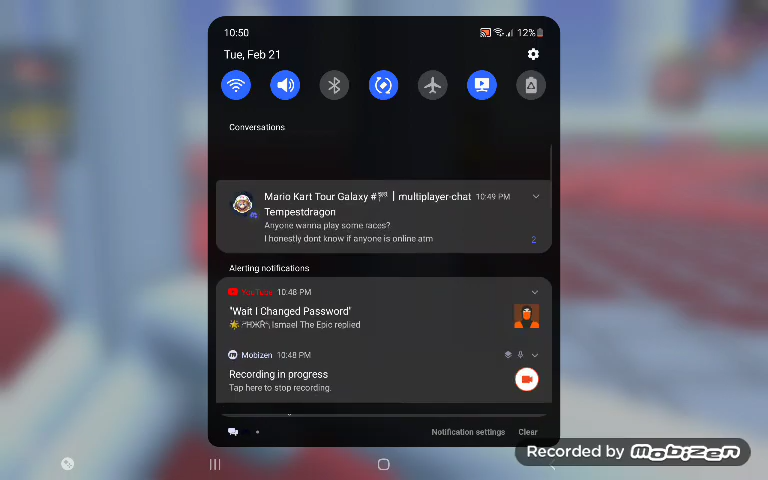 10:50
12%
Tue, Feb 21
Conversations
Mario Kart Tour Galaxy #🏁 | multiplayer-chat 10:49 PM
Tempestdragon
Anyone wanna play some races?
I honestly dont know if anyone is online atm
2
Alerting notifications
YouTube 10:48 PM
"Wait I Changed Password"
Ismael The Epic replied
Mobizen 10:48 PM
Recording in progress
Tap here to stop recording.
Notification settings Clear
Recorded by mobizen